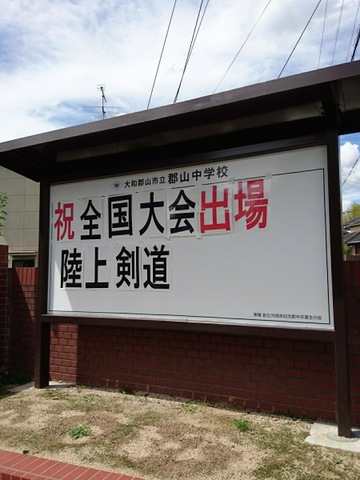 大和郡山市立 郡山中学校
祝 全国大会出場
陸上 剣道